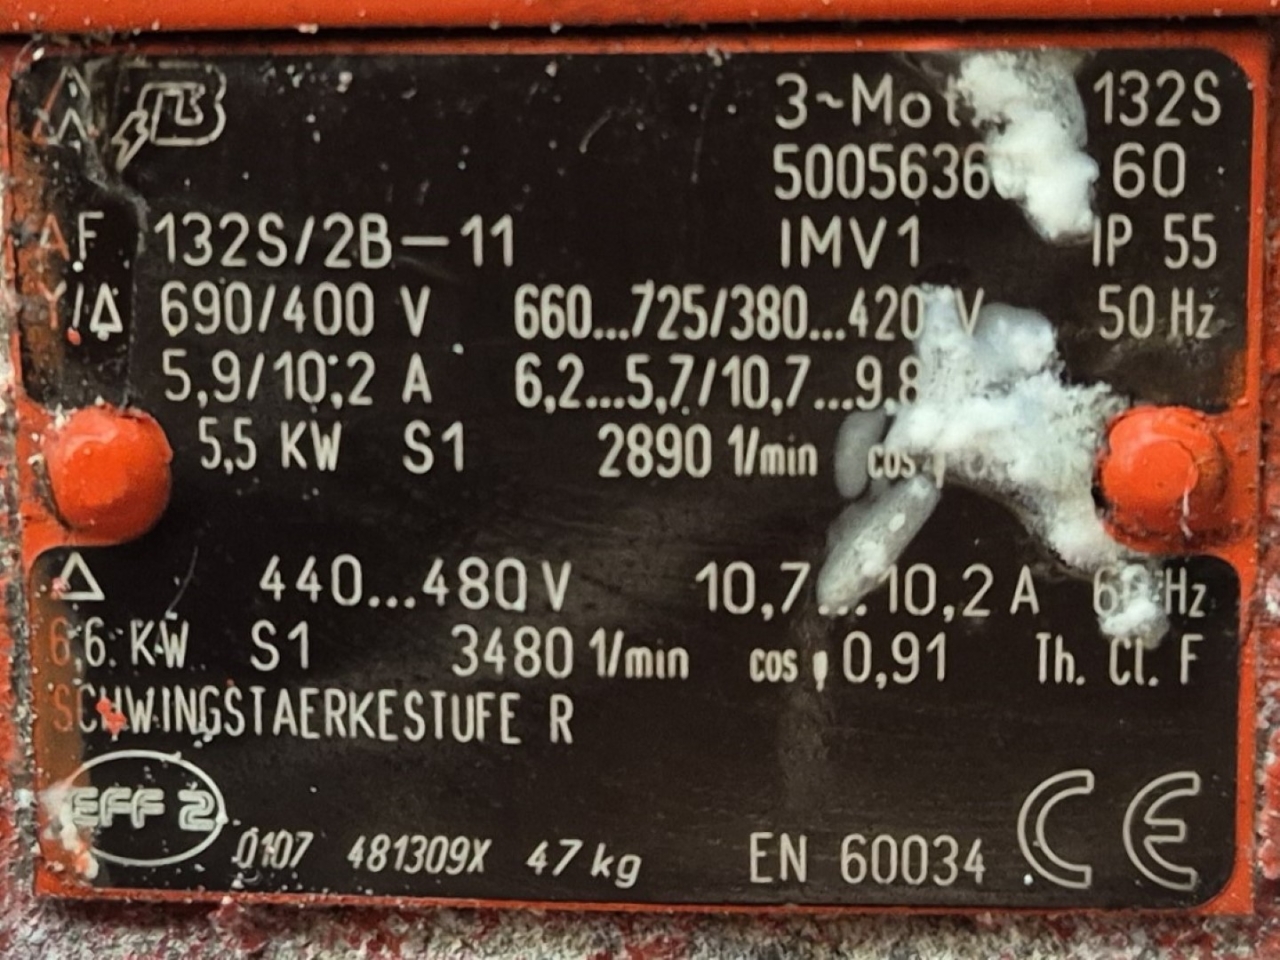 3~Mot 132S
60
AF 132S/2B-11 IMV1 IP 55
Y/Δ 690/400 V 660...725/380...420 V 50 Hz
5,9/10,2 A 6,2...5,7/10,7...9,8
5,5 KW S1 2890 1/min cos
Δ 440...480 V 10,7...10,2 A 60 Hz
6,6 KW S1 3480 1/min cos φ 0,91 Th. Cl. F
SCHWINGSTAERKESTUFE R
EFF 2
0107 481309X 47 kg EN 60034 CE